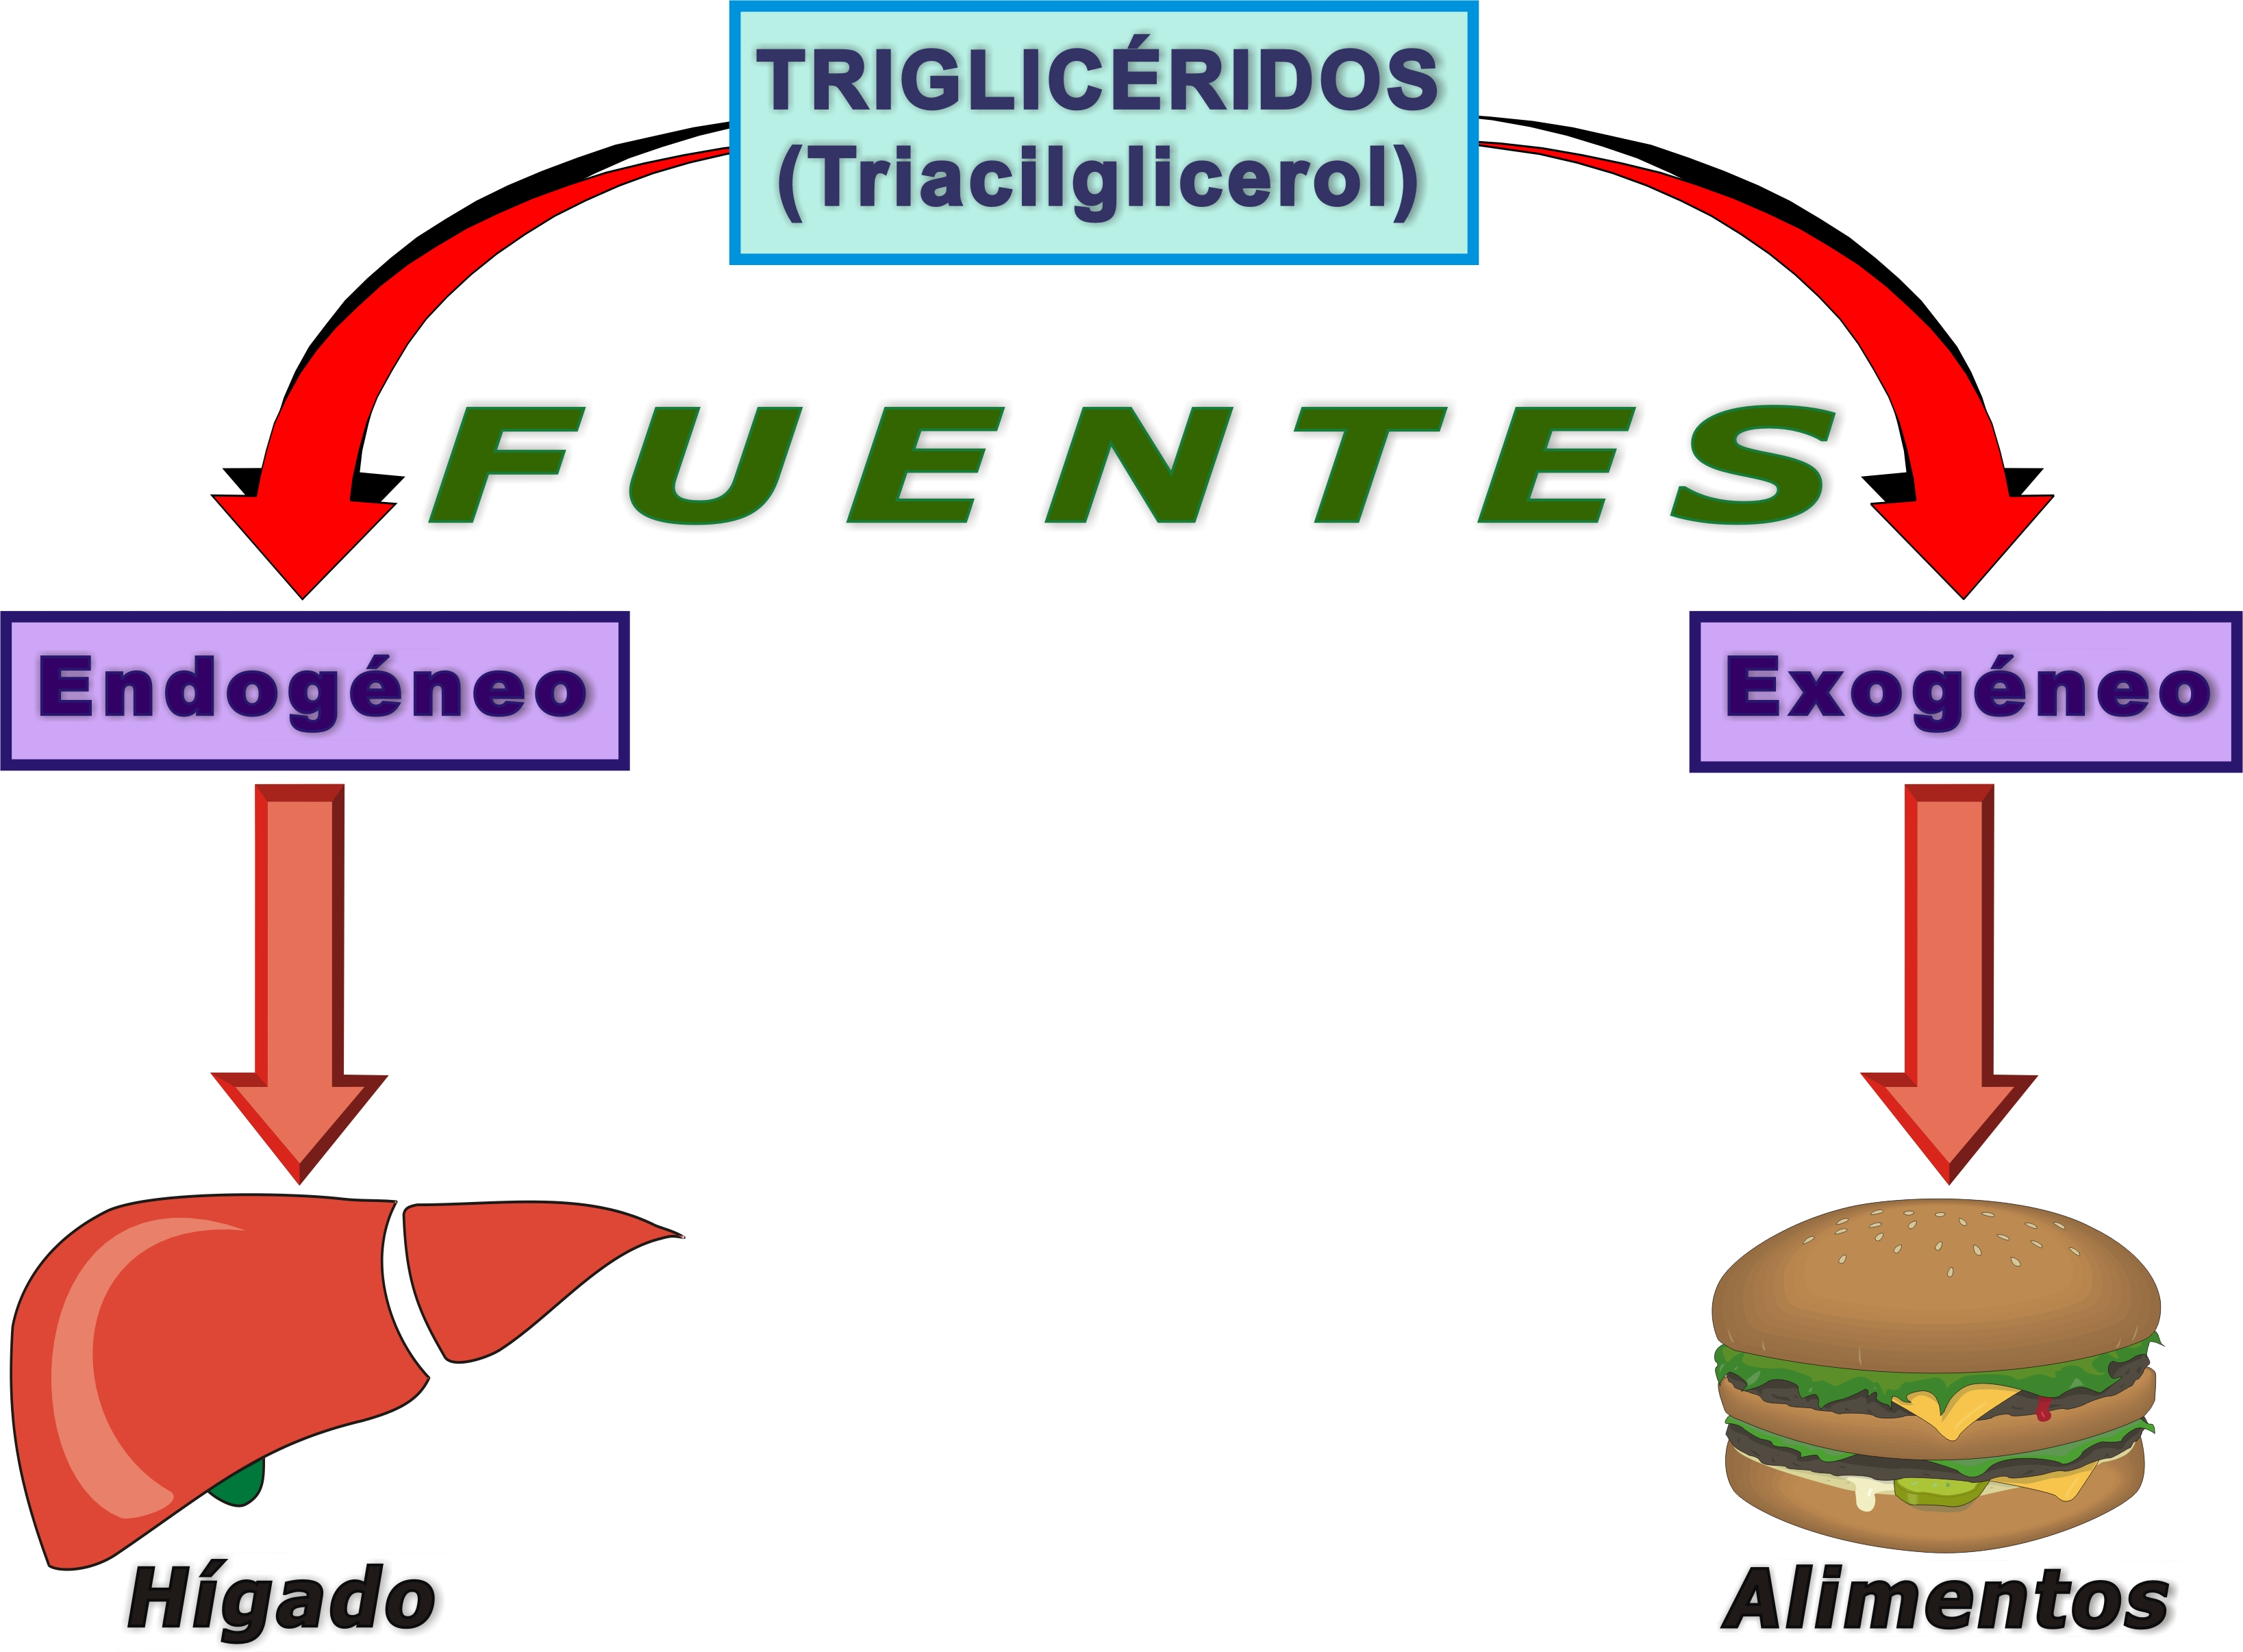 TRIGLICÉRIDOS
(Triacilglicerol)
FUENTES
Endogéneo
Exogéneo
Hígado
Alimentos